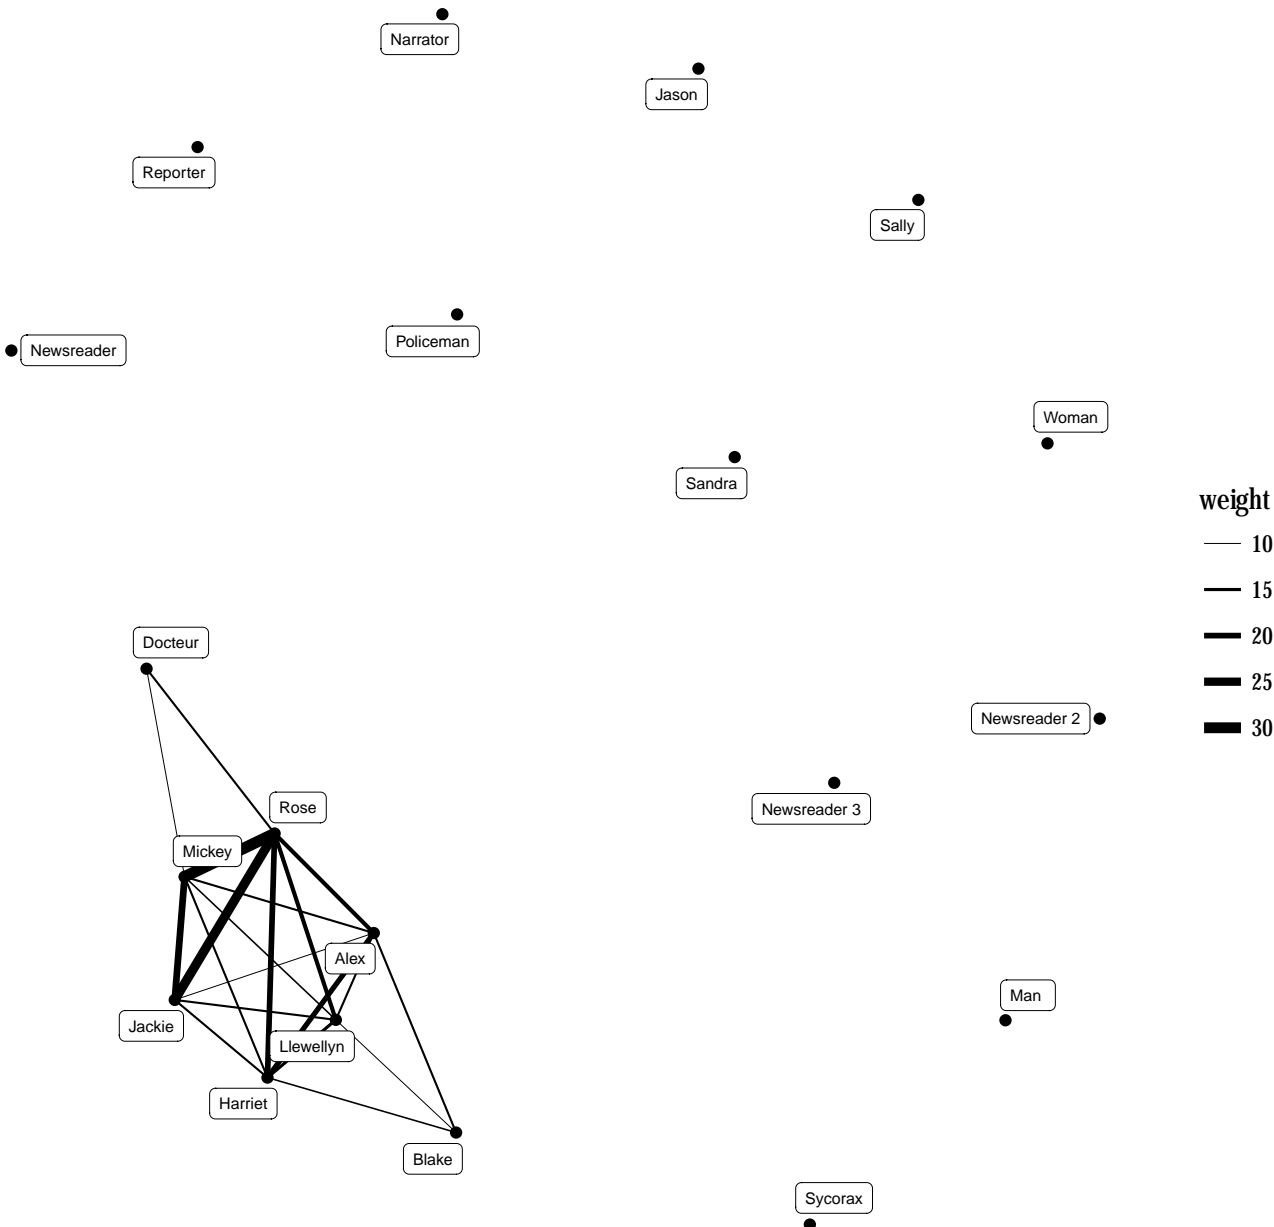 Narrator
Jason
Reporter
Sally
Policeman
Newsreader
Woman
Sandra
weight
10
15
20
25
30
Docteur
Newsreader 2
Rose
Newsreader 3
Mickey
Alex
Man
Jackie
Llewellyn
Harriet
Blake
Sycorax